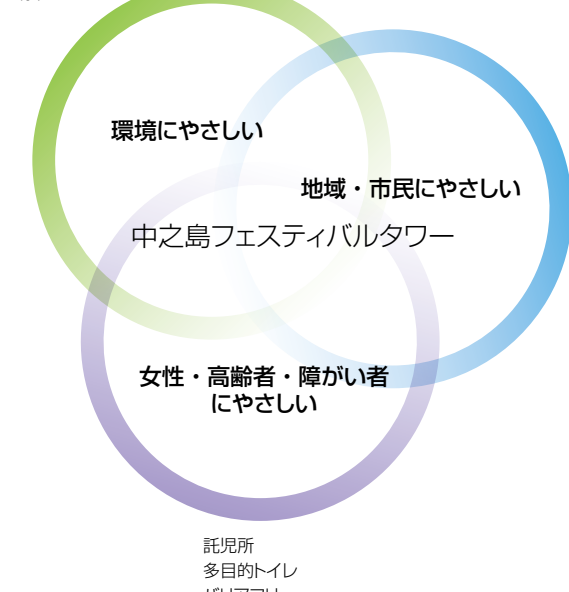 環境にやさしい
地域・市民にやさしい
中之島フェスティバルタワー
女性・高齢者・障がい者
にやさしい
託児所
多目的トイレ